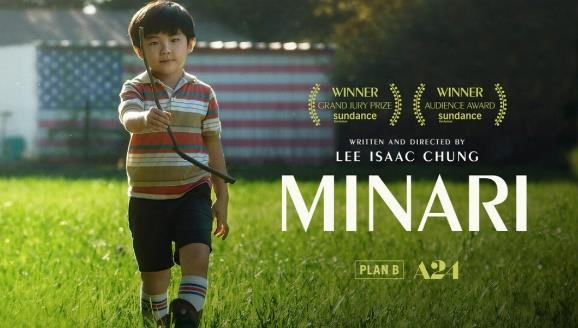 WINNER
GRAND JURY PRIZE
sundance
WINNER
AUDIENCE AWARD
sundance
WRITTEN AND DIRECTED BY
LEE ISAAC CHUNG
MINARI
PLAN B A24